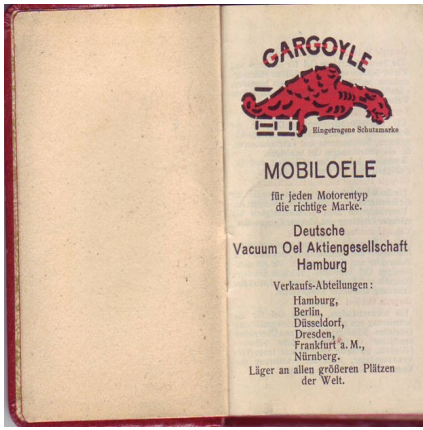 GARGOYLE
Eingetragene Schutzmarke
MOBILOELE
für jeden Motorentyp
die richtige Marke.
Deutsche
Vacuum Oel Aktiengesellschaft
Hamburg
Verkaufs-Abteilungen:
Hamburg,
Berlin,
Düsseldorf,
Dresden,
Frankfurt a. M.,
Nürnberg.
Läger an allen größeren Plätzen
der Welt.